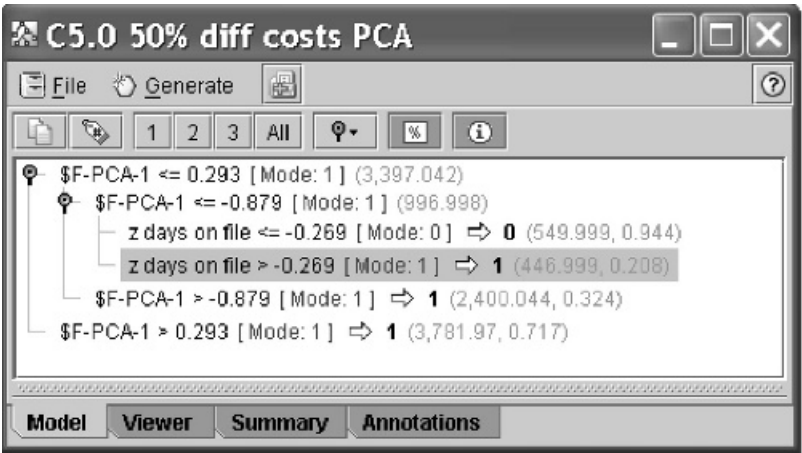 C5.0 50% diff costs PCA
File Generate
1 2 3 All %
$F-PCA-1 <= 0.293 [Mode: 1] (3,397.042)
$F-PCA-1 <= -0.879 [Mode: 1] (996.998)
z days on file <= -0.269 [Mode: 0] ⇨ 0 (549.999, 0.944)
z days on file > -0.269 [Mode: 1] ⇨ 1 (446.999, 0.208)
$F-PCA-1 > -0.879 [Mode: 1] ⇨ 1 (2,400.044, 0.324)
$F-PCA-1 > 0.293 [Mode: 1] ⇨ 1 (3,781.97, 0.717)
Model Viewer Summary Annotations